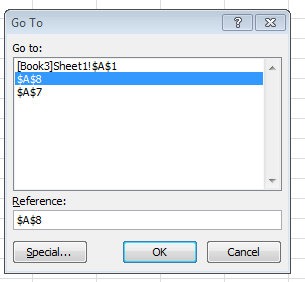 Go To
Go to:
[Book3]Sheet1!$A$1
$A$8
$A$7
Reference:
$A$8
Special... OK Cancel